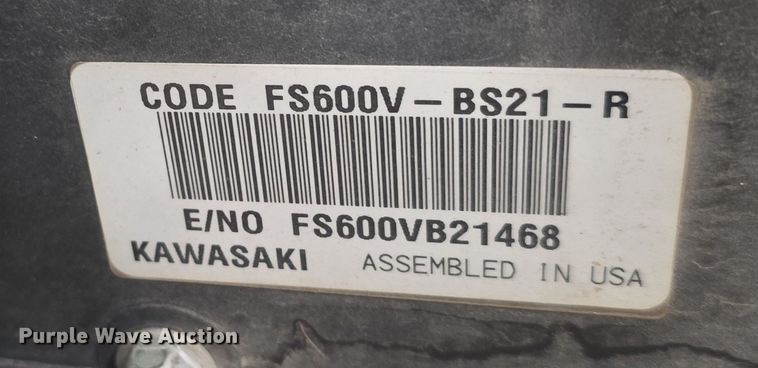 CODE FS600V-BS21-R
E/NO FS600VB21468
KAWASAKI ASSEMBLED IN USA
Purple Wave Auction